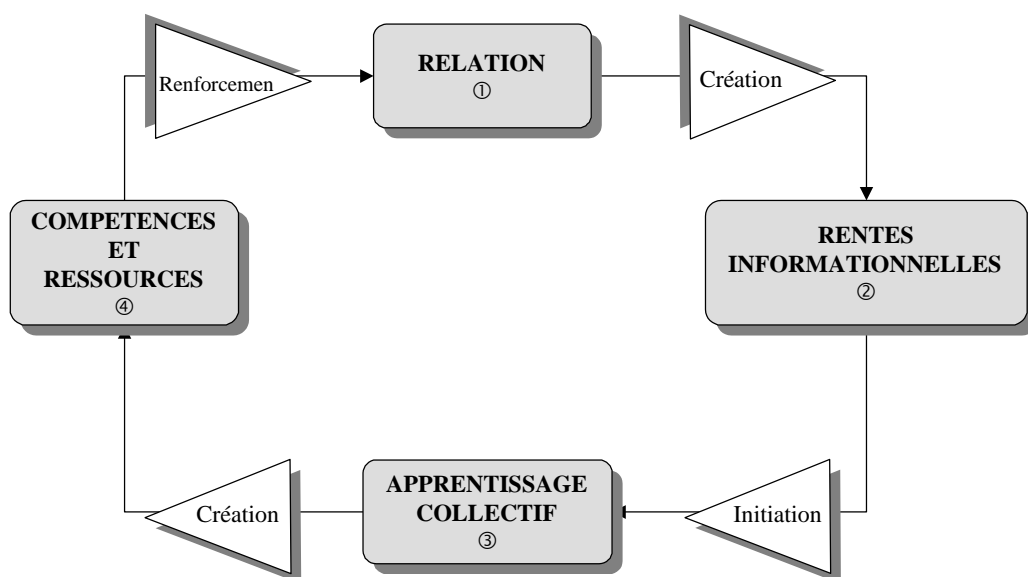 Renforcemen
RELATION
①
Création
COMPETENCES
ET
RESSOURCES
④
RENTES
INFORMATIONNELLES
②
Création
APPRENTISSAGE
COLLECTIF
③
Initiation